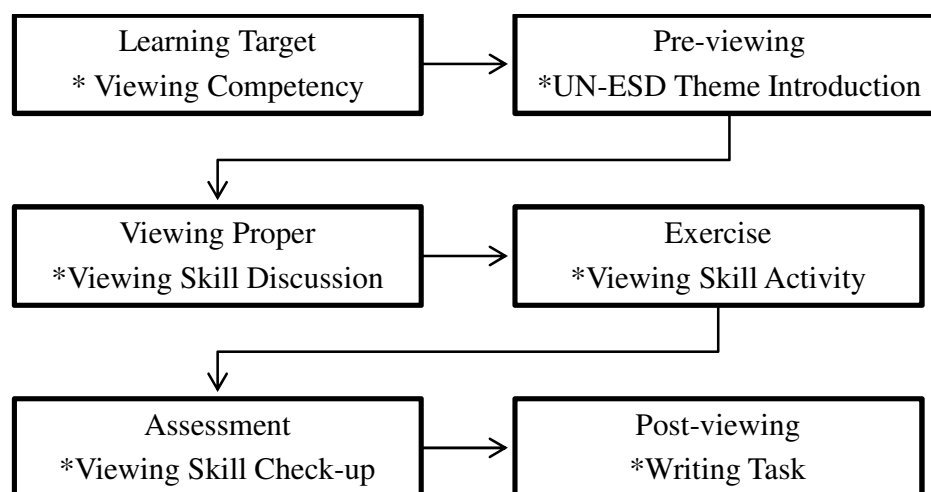 Learning Target
* Viewing Competency
Pre-viewing
*UN-ESD Theme Introduction
Viewing Proper
*Viewing Skill Discussion
Exercise
*Viewing Skill Activity
Assessment
*Viewing Skill Check-up
Post-viewing
*Writing Task